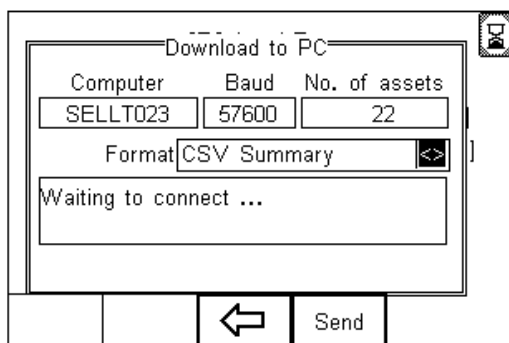 Download to PC
Computer Baud No. of assets
SELLT023 57600 22
Format CSV Summary <>
Waiting to connect ...
Send